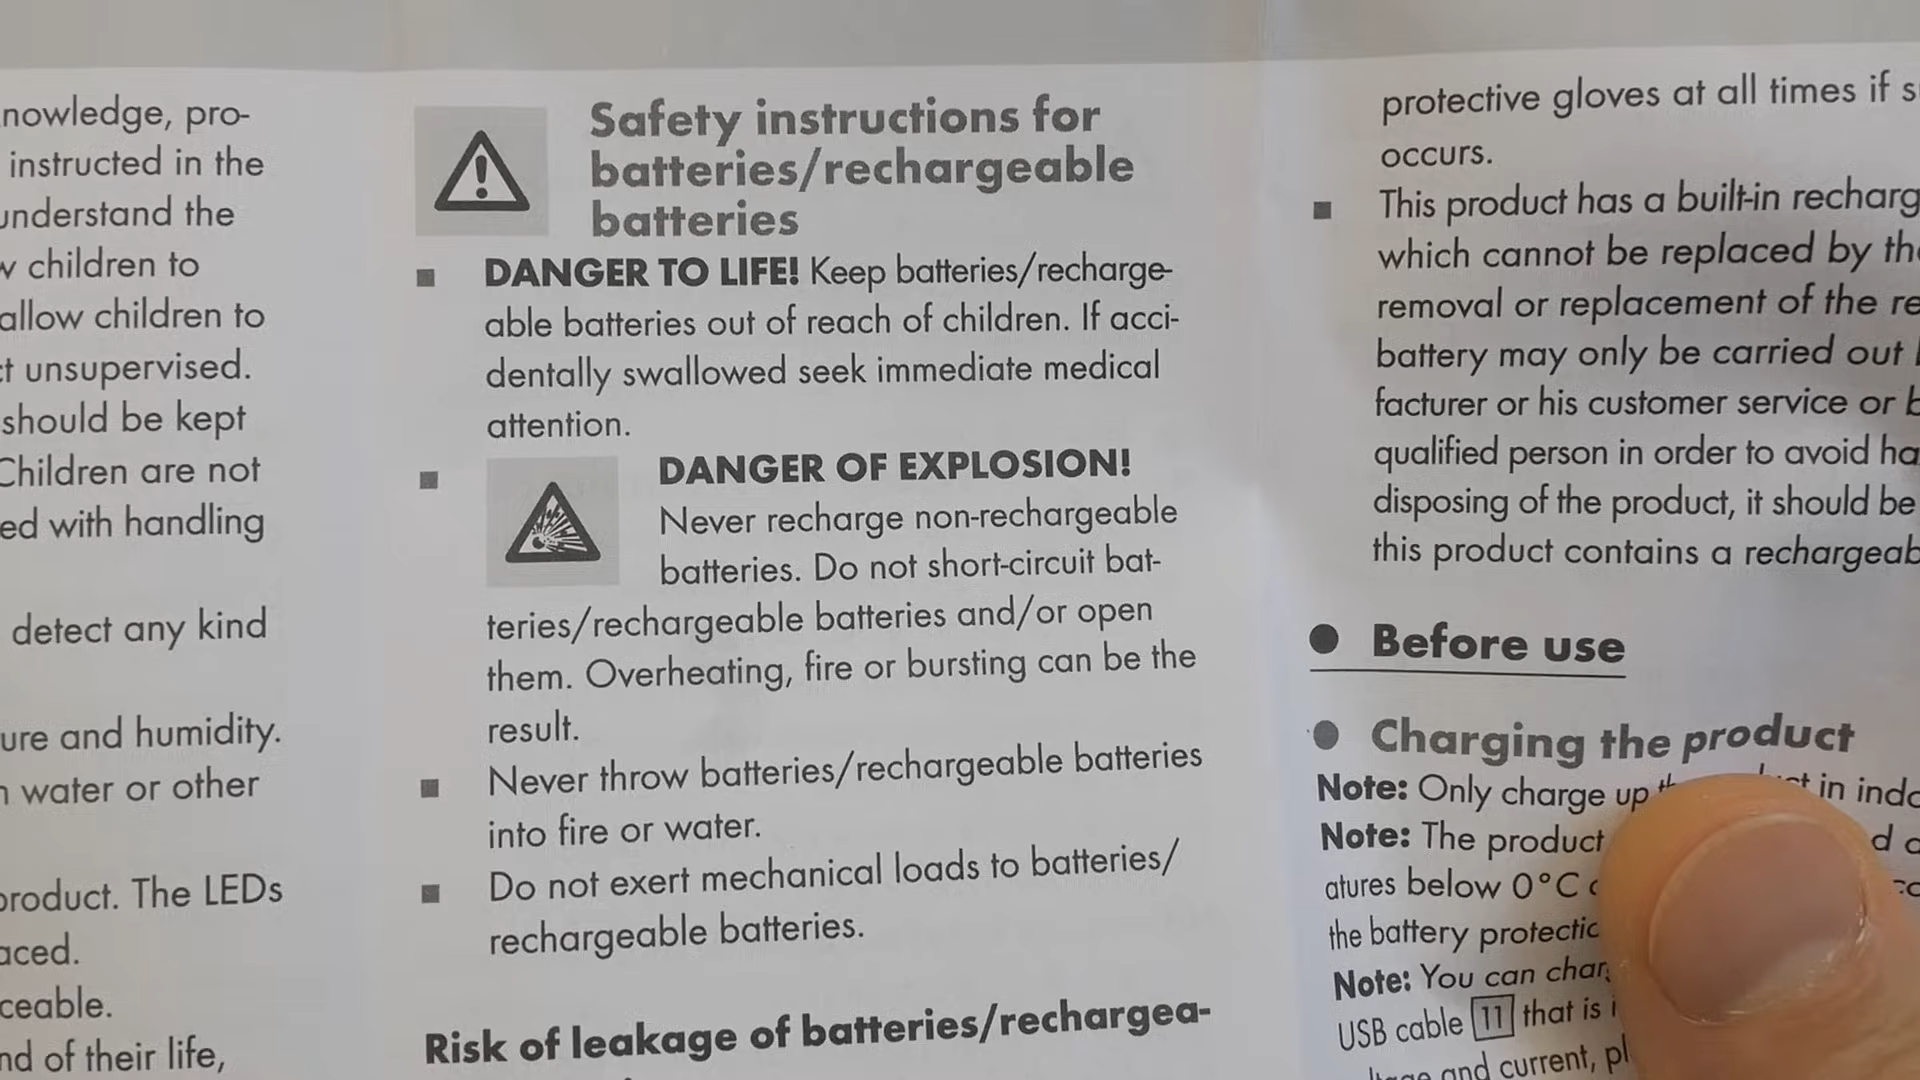 nowledge, pro-
instructed in the
understand the
children to
allow children to
unsupervised.
should be kept
Children are not
ed with handling
detect any kind
ure and humidity.
water or other
product. The LEDs
aced.
ceable.
nd of their life,
Safety instructions for
batteries/rechargeable
batteries
DANGER TO LIFE! Keep batteries/recharge-
able batteries out of reach of children. If acci-
dentally swallowed seek immediate medical
attention.
DANGER OF EXPLOSION!
Never recharge non-rechargeable
batteries. Do not short-circuit bat-
teries/rechargeable batteries and/or open
them. Overheating, fire or bursting can be the
result.
Never throw batteries/rechargeable batteries
into fire or water.
Do not exert mechanical loads to batteries/
rechargeable batteries.
Risk of leakage of batteries/rechargea-
protective gloves at all times if
occurs.
This product has a built-in recharg
which cannot be replaced by the
removal or replacement of the re
battery may only be carried out
facturer or his customer service or
qualified person in order to avoid ha
disposing of the product, it should be
this product contains a rechargeab
Before use
Charging the product
Note: Only charge up in indo
Note: The product
atures below 0°C
the battery protectio
Note: You can char
USB cable 11 that is
and current,